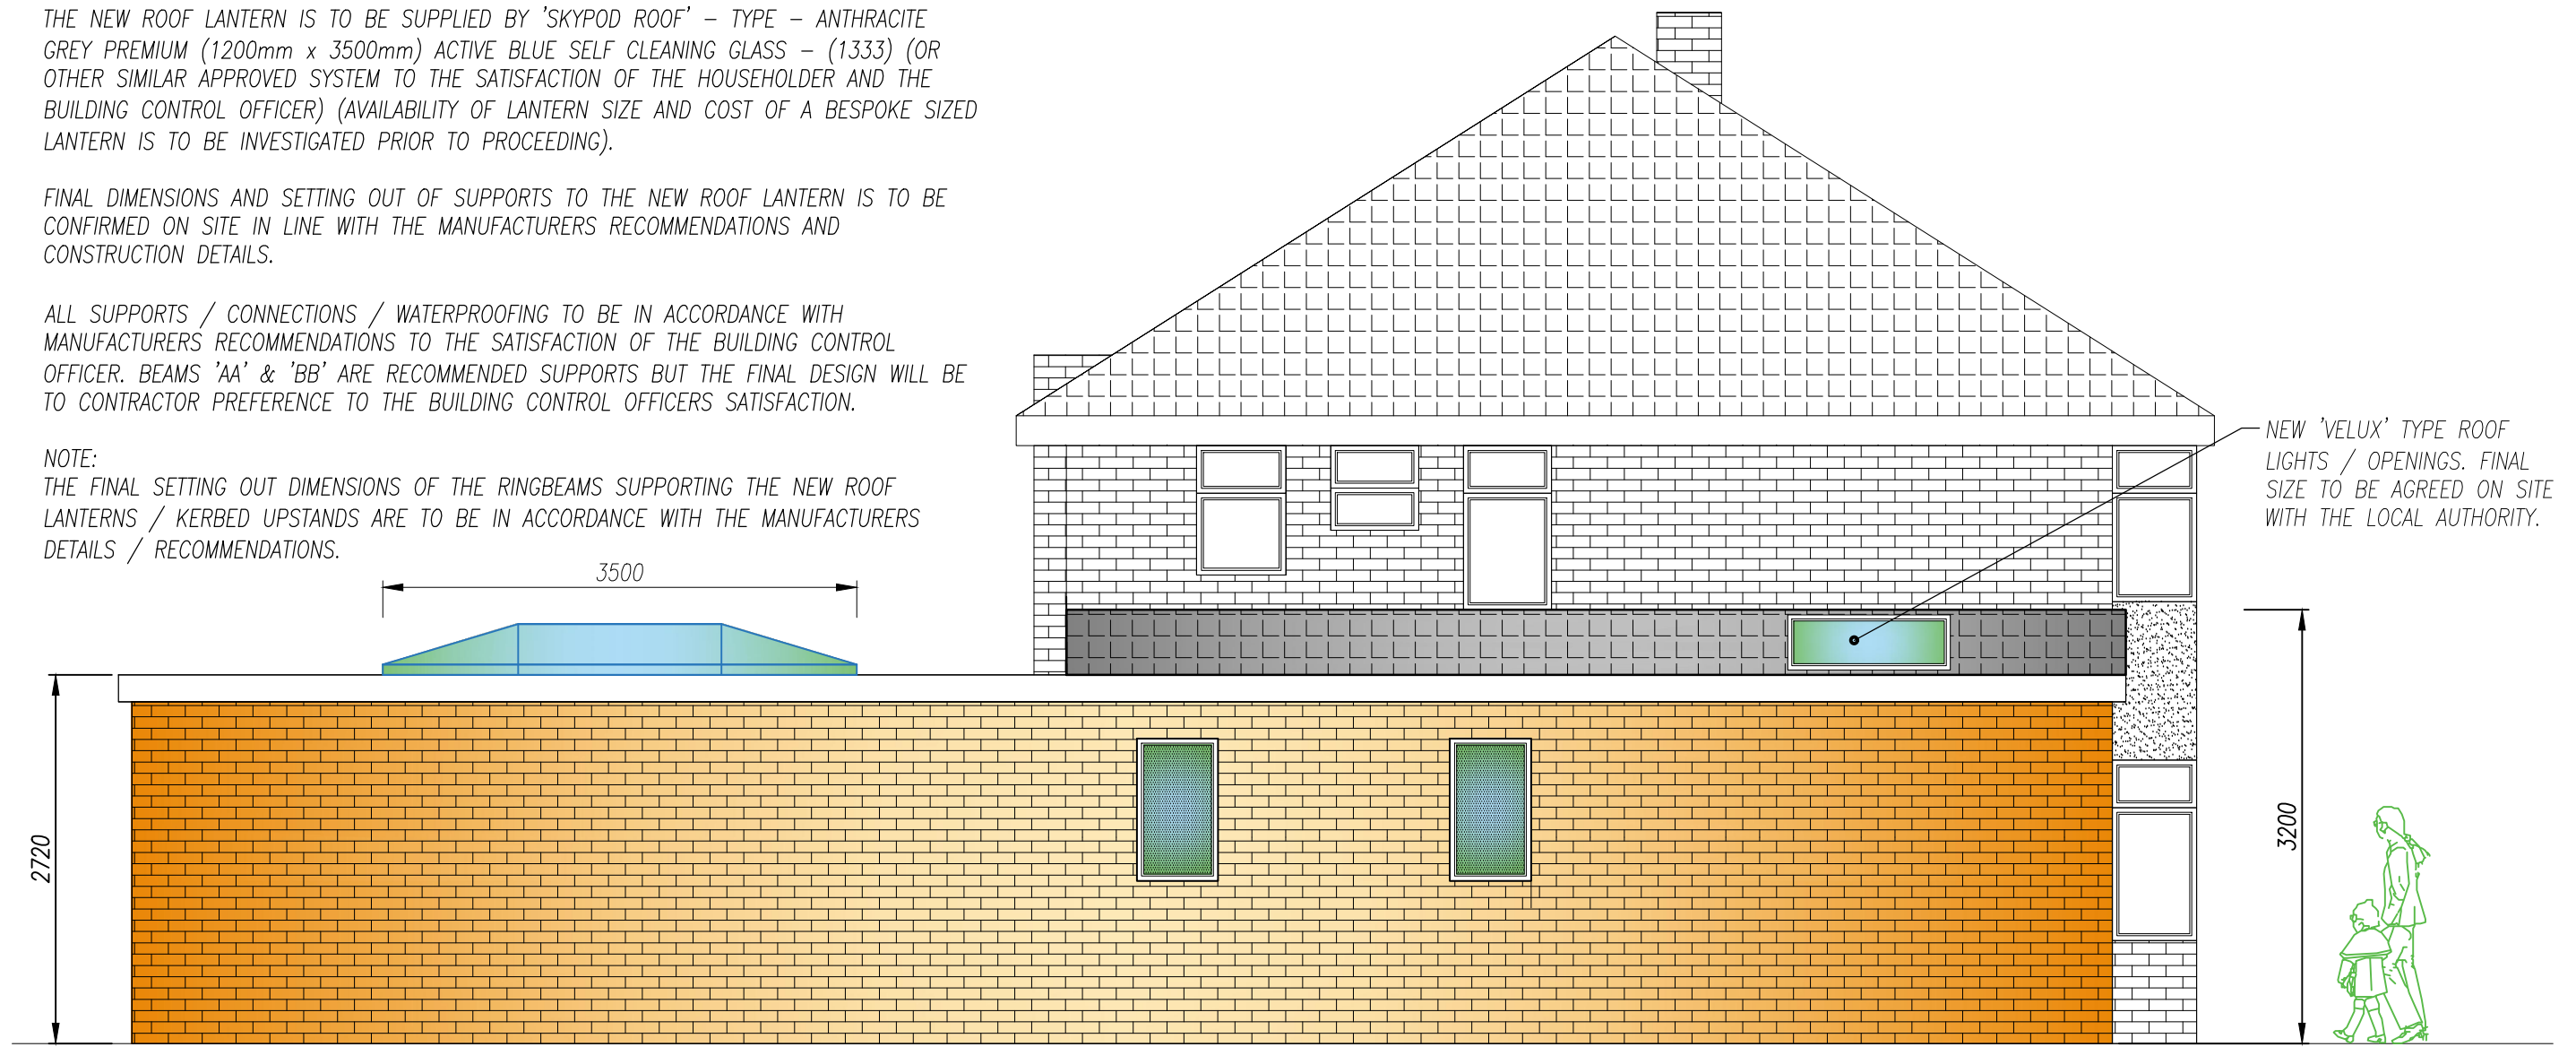 THE NEW ROOF LANTERN IS TO BE SUPPLIED BY 'SKYPOD ROOF' – TYPE – ANTHRACITE
GREY PREMIUM (1200mm x 3500mm) ACTIVE BLUE SELF CLEANING GLASS – (1333) (OR
OTHER SIMILAR APPROVED SYSTEM TO THE SATISFACTION OF THE HOUSEHOLDER AND THE
BUILDING CONTROL OFFICER) (AVAILABILITY OF LANTERN SIZE AND COST OF A BESPOKE SIZED
LANTERN IS TO BE INVESTIGATED PRIOR TO PROCEEDING).
FINAL DIMENSIONS AND SETTING OUT OF SUPPORTS TO THE NEW ROOF LANTERN IS TO BE
CONFIRMED ON SITE IN LINE WITH THE MANUFACTURERS RECOMMENDATIONS AND
CONSTRUCTION DETAILS.
ALL SUPPORTS / CONNECTIONS / WATERPROOFING TO BE IN ACCORDANCE WITH
MANUFACTURERS RECOMMENDATIONS TO THE SATISFACTION OF THE BUILDING CONTROL
OFFICER. BEAMS 'AA' & 'BB' ARE RECOMMENDED SUPPORTS BUT THE FINAL DESIGN WILL BE
TO CONTRACTOR PREFERENCE TO THE BUILDING CONTROL OFFICERS SATISFACTION.
NOTE:
THE FINAL SETTING OUT DIMENSIONS OF THE RINGBEAMS SUPPORTING THE NEW ROOF
LANTERNS / KERBED UPSTANDS ARE TO BE IN ACCORDANCE WITH THE MANUFACTURERS
DETAILS / RECOMMENDATIONS.
3500
NEW 'VELUX' TYPE ROOF
LIGHTS / OPENINGS. FINAL
SIZE TO BE AGREED ON SITE
WITH THE LOCAL AUTHORITY.
2720
3200